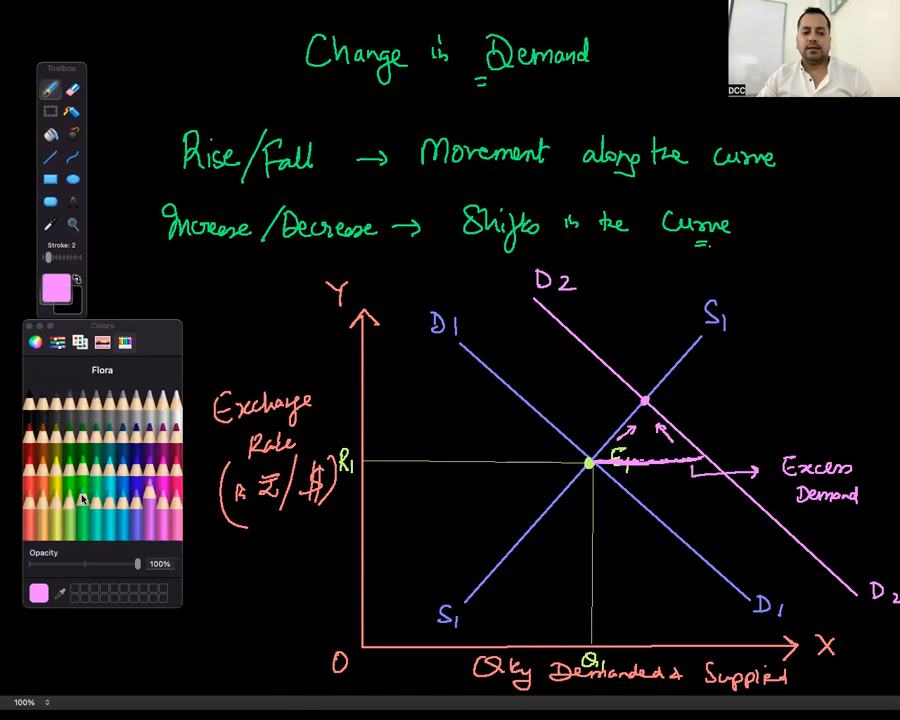 Change in Demand
DCC
Toolbox
Rise/Fall → Movement along the curve
Increase/Decrease → Shifts in the curve
Stroke: 2
Colors
Flora
Y
D2
D1
S1
Exchange
Rate
R1
E1
Excess
Demand
Opacity
100%
S1
D1
D2
O
Q1
X
Qty Demanded & Supplied
100%